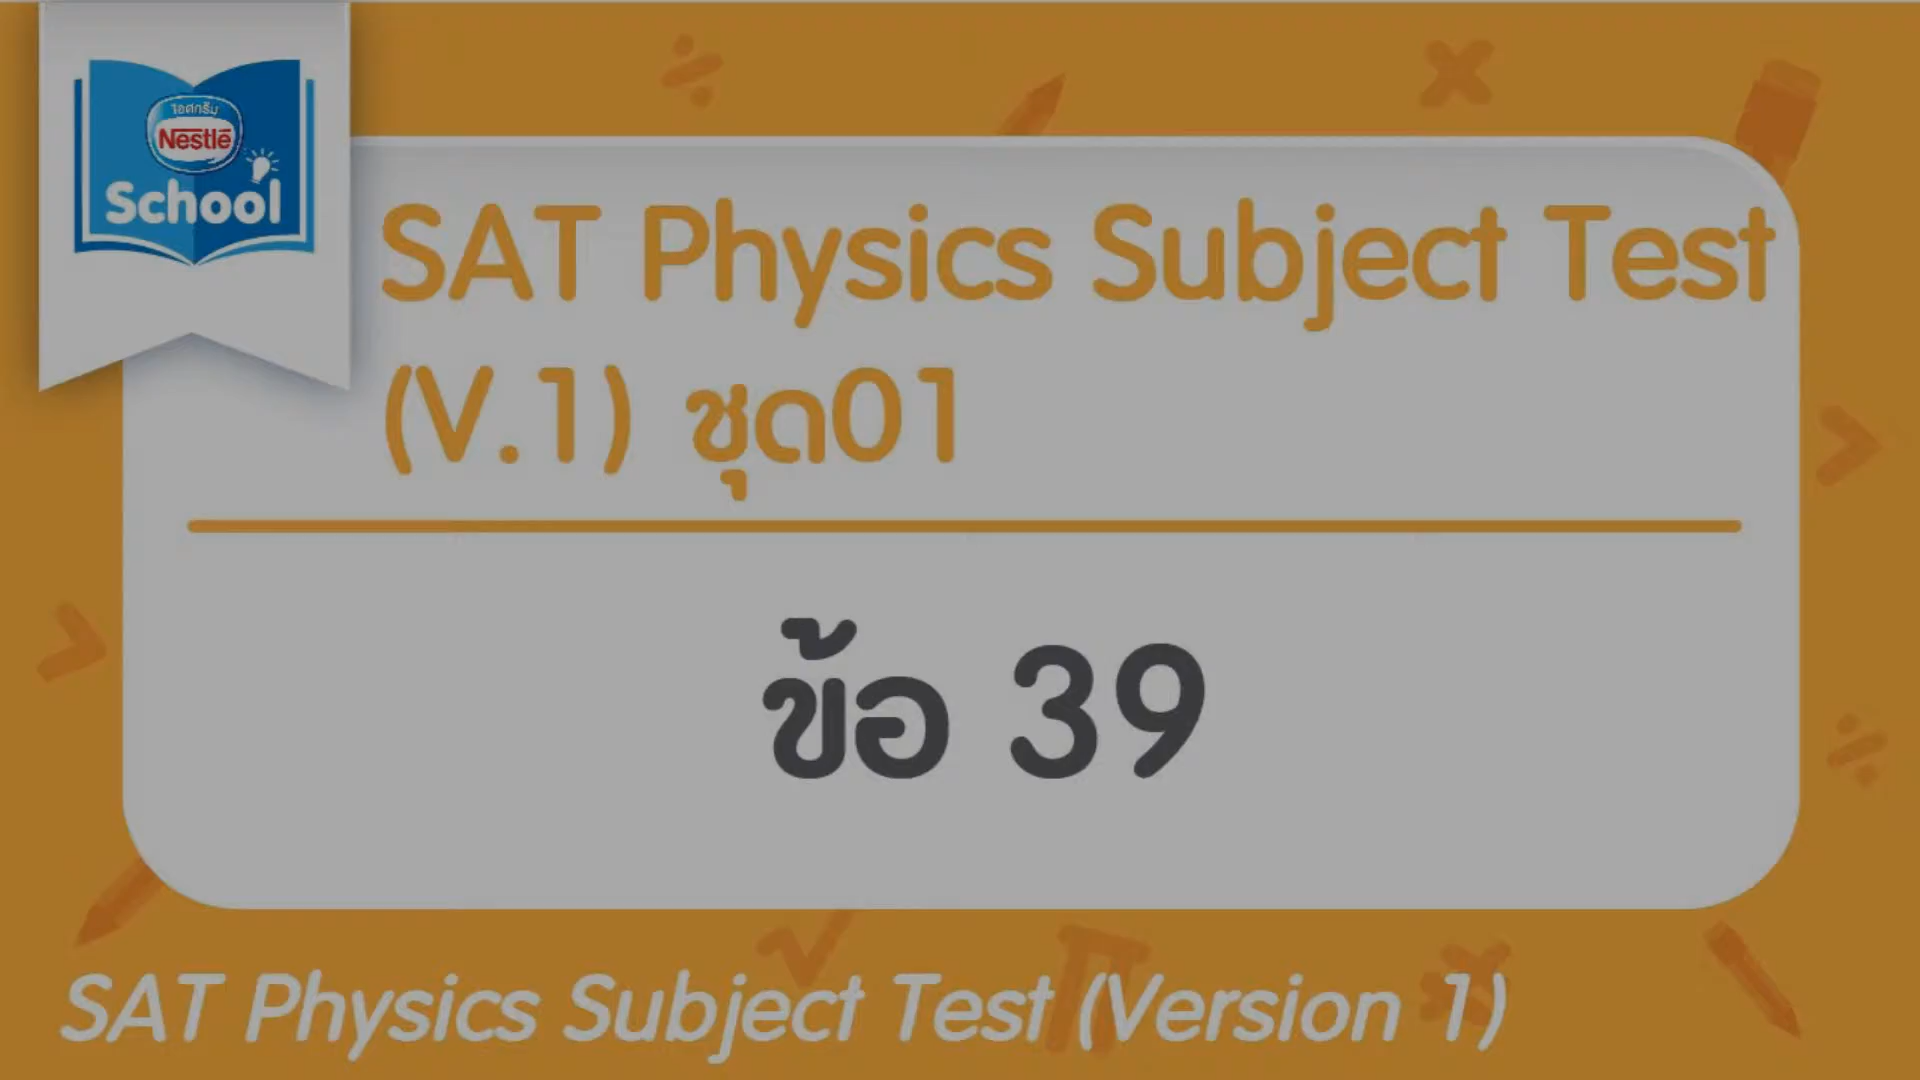 ไอศกรีม
Nestlé
School
SAT Physics Subject Test
(V.1) ชุด01
ข้อ 39
SAT Physics Subject Test (Version 1)